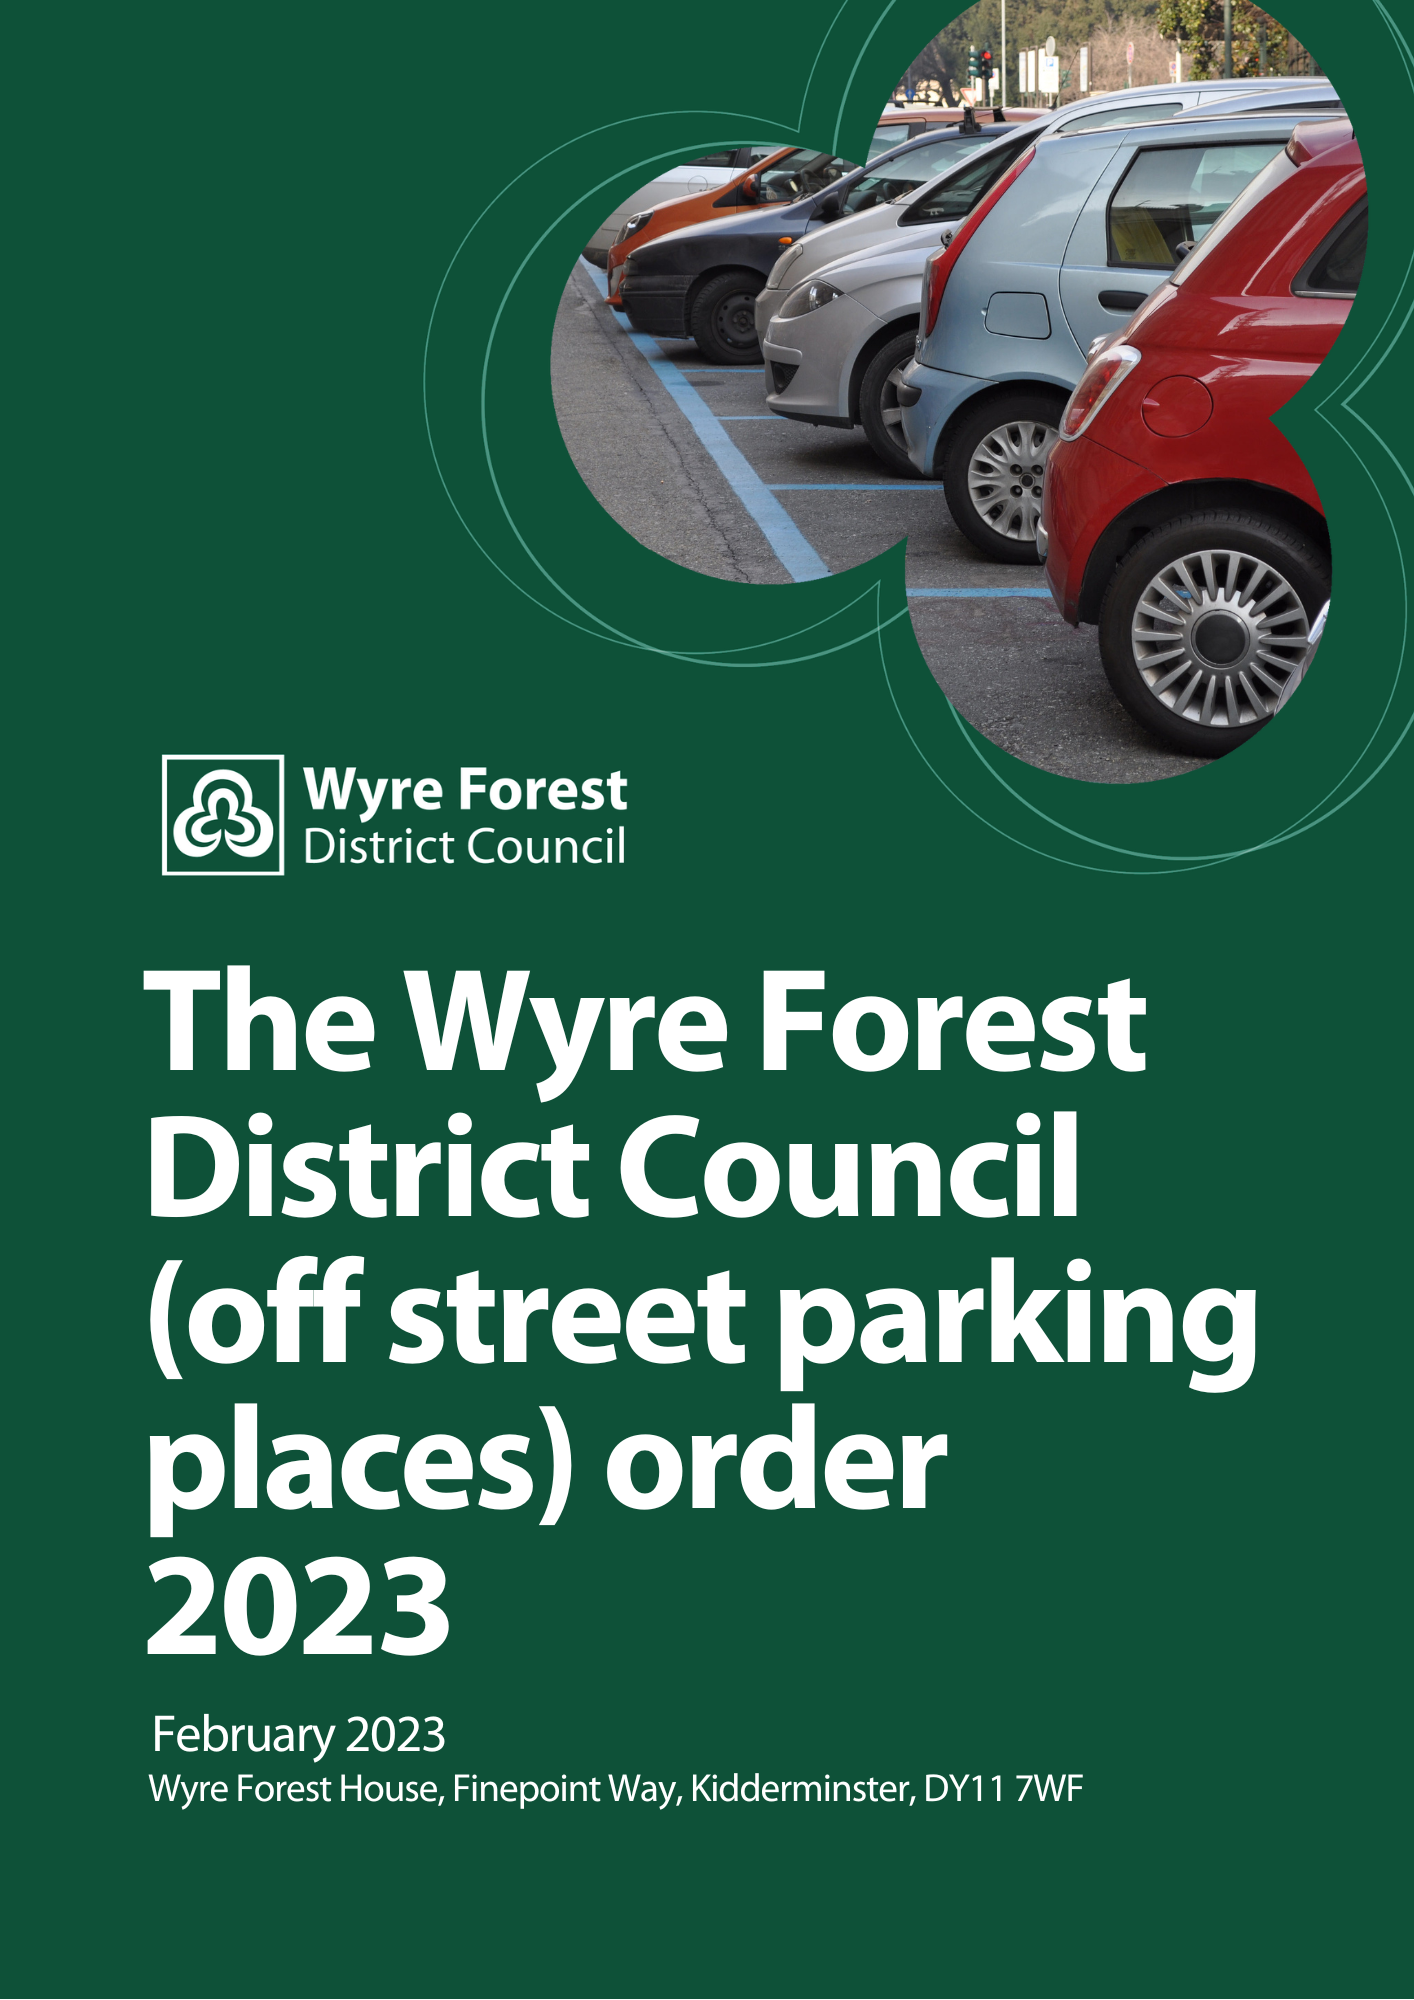 Wyre Forest
District Council
The Wyre Forest
District Council
(off street parking
places) order
2023
February 2023
Wyre Forest House, Finepoint Way, Kidderminster, DY11 7WF